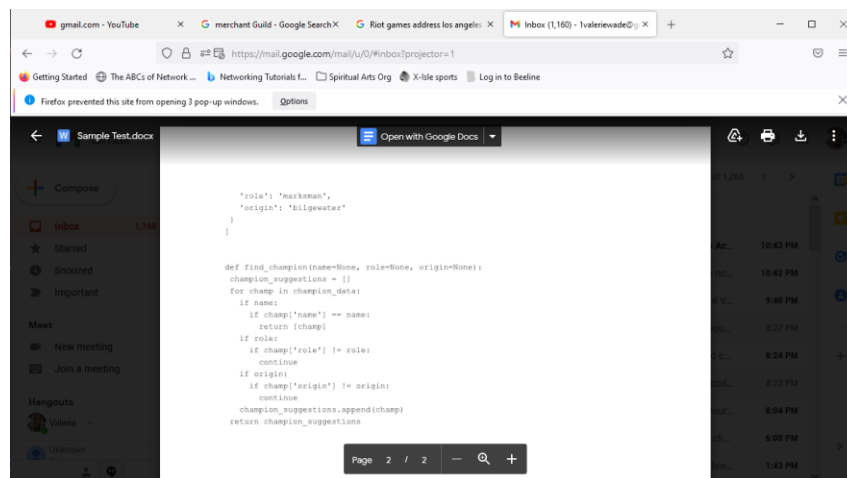 gmail.com - YouTube
merchant Guild - Google Search
Riot games address los angeles
Inbox (1,160) - 1valeriewade@g
https://mail.google.com/mail/u/0/#inbox?projector=1
Getting Started The ABCs of Network ... Networking Tutorials f... Spiritual Arts Org X-Isle sports Log in to Beeline
Firefox prevented this site from opening 3 pop-up windows. Options
W Sample Test.docx
Open with Google Docs
Compose
of 1,263
Inbox 1,160
Starred
Snoozed
Important
Meet
New meeting
Join a meeting
Hangouts
Valerie
Unknown
'role': 'marksman',
'origin': 'bilgewater'
}
]
def find_champion(name=None, role=None, origin=None):
champion_suggestions = []
for champ in champion_data:
if name:
if champ['name'] == name:
return [champ]
if role:
if champ['role'] != role:
continue
if origin:
if champ['origin'] != origin:
continue
champion_suggestions.append(champ)
return champion_suggestions
Page 2 / 2
Ac... 10:43 PM
no... 10:42 PM
V... 9:40 PM
8:27 PM
8:24 PM
8:23 PM
8:04 PM
6:00 PM
1:43 PM